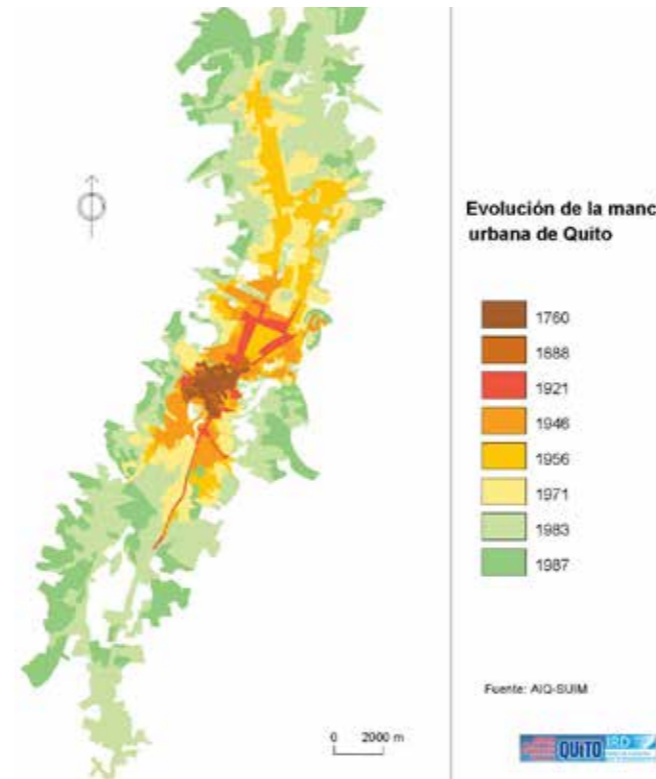 Evolución de la manc
urbana de Quito
1760
1888
1921
1946
1956
1971
1983
1987
Fuente: AIQ-SUIM
0 2000 m
QUITO
IRD